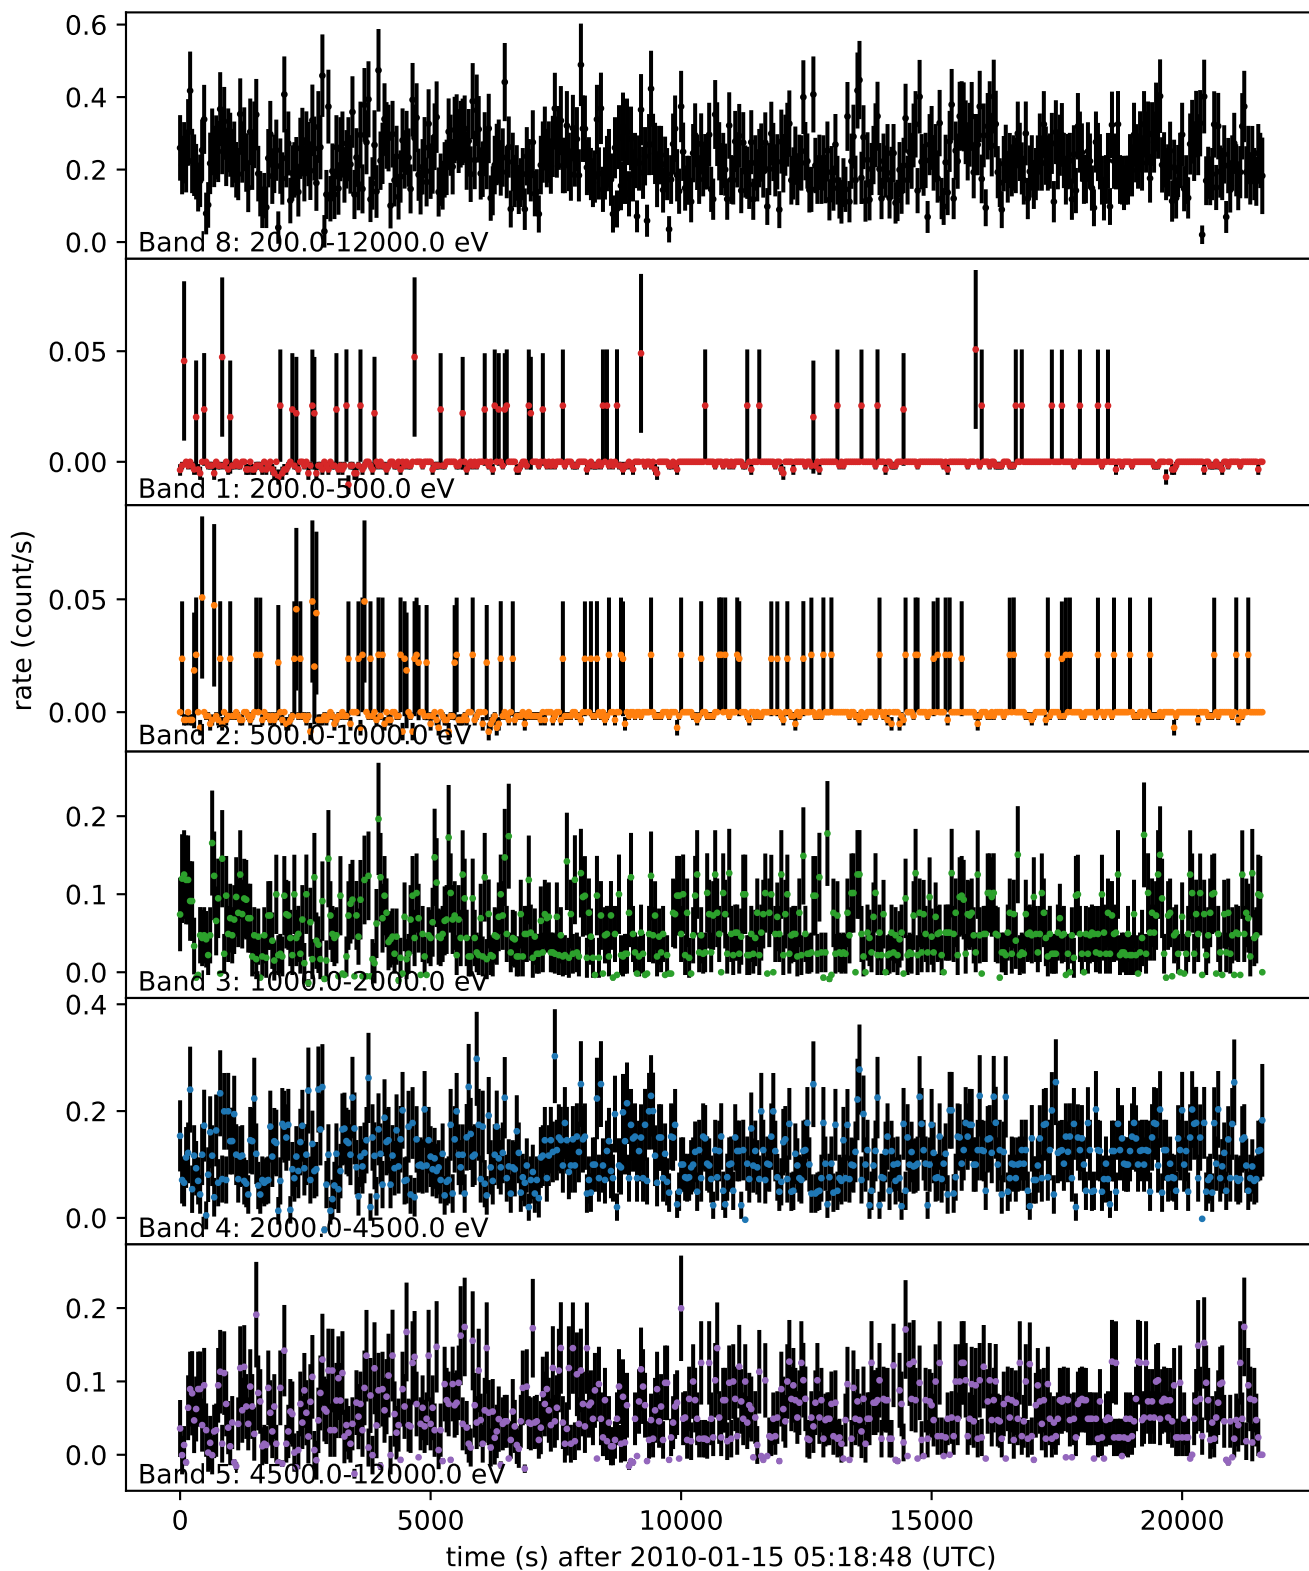 0.6
0.4
0.2
0.0
Band 8: 200.0-12000.0 eV
0.05
0.00
Band 1: 200.0-500.0 eV
rate (count/s)
0.05
0.00
Band 2: 500.0-1000.0 eV
0.2
0.1
0.0
Band 3: 1000.0-2000.0 eV
0.4
0.2
0.0
Band 4: 2000.0-4500.0 eV
0.2
0.1
0.0
Band 5: 4500.0-12000.0 eV
0 5000 10000 15000 20000
time (s) after 2010-01-15 05:18:48 (UTC)